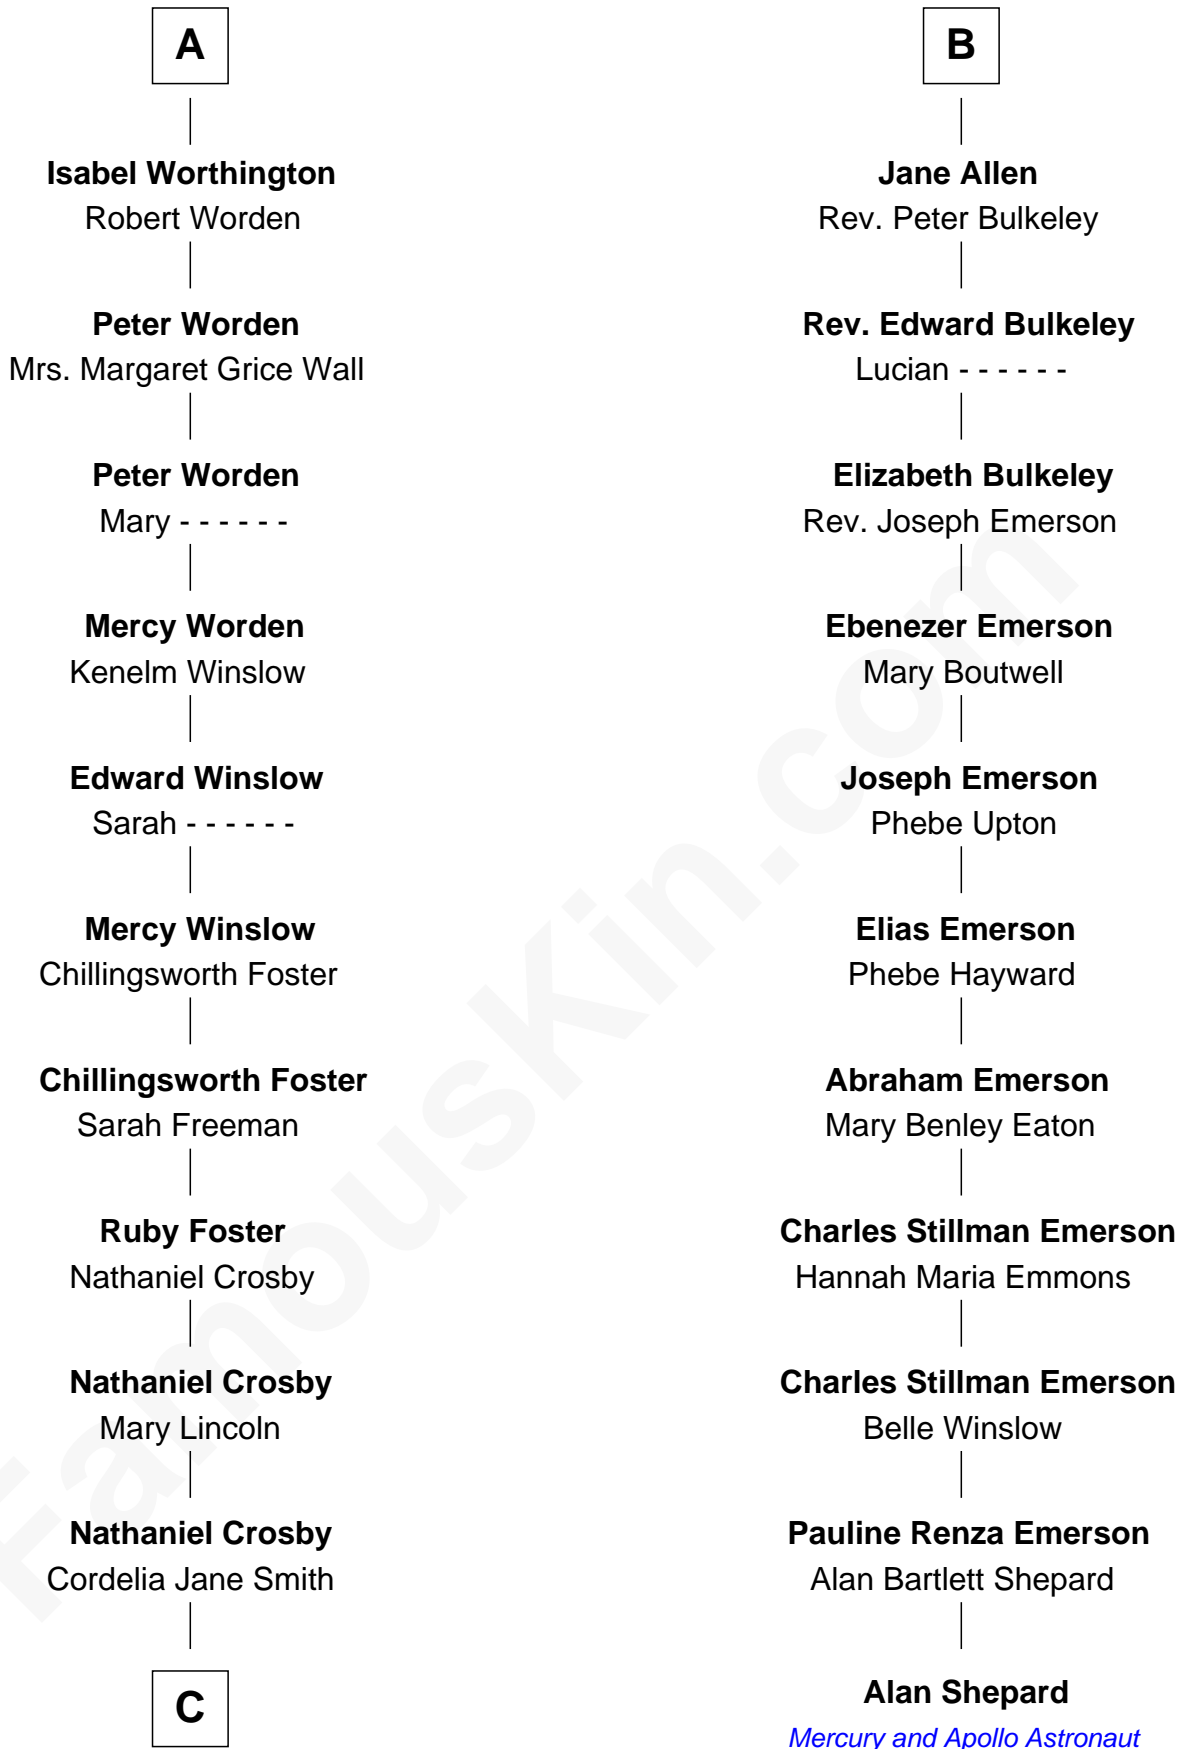 A
Isabel Worthington
Robert Worden
Peter Worden
Mrs. Margaret Grice Wall
Peter Worden
Mary - - - - - -
Mercy Worden
Kenelm Winslow
Edward Winslow
Sarah - - - - - -
Mercy Winslow
Chillingsworth Foster
Chillingsworth Foster
Sarah Freeman
Ruby Foster
Nathaniel Crosby
Nathaniel Crosby
Mary Lincoln
Nathaniel Crosby
Cordelia Jane Smith
C
B
Jane Allen
Rev. Peter Bulkeley
Rev. Edward Bulkeley
Lucian - - - - - -
Elizabeth Bulkeley
Rev. Joseph Emerson
Ebenezer Emerson
Mary Boutwell
Joseph Emerson
Phebe Upton
Elias Emerson
Phebe Hayward
Abraham Emerson
Mary Benley Eaton
Charles Stillman Emerson
Hannah Maria Emmons
Charles Stillman Emerson
Belle Winslow
Pauline Renza Emerson
Alan Bartlett Shepard
Alan Shepard
Mercury and Apollo Astronaut
FamousKin.com